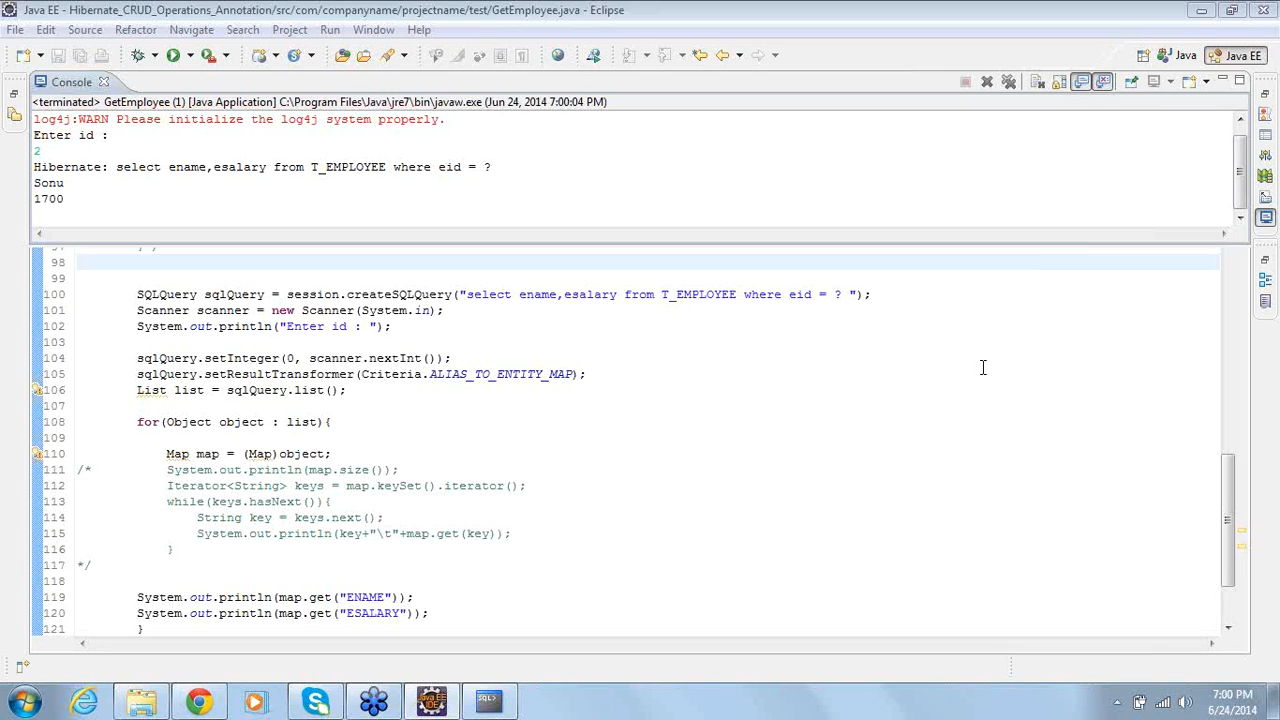 Java EE - Hibernate_CRUD_Operations_Annotation/src/com/companyname/projectname/test/GetEmployee.java - Eclipse
File Edit Source Refactor Navigate Search Project Run Window Help
Java Java EE
Console
<terminated> GetEmployee (1) [Java Application] C:\Program Files\Java\jre7\bin\javaw.exe (Jun 24, 2014 7:00:04 PM)
log4j:WARN Please initialize the log4j system properly.
Enter id :
2
Hibernate: select ename,esalary from T_EMPLOYEE where eid = ?
Sonu
1700
98
99
100 SQLQuery sqlQuery = session.createSQLQuery("select ename,esalary from T_EMPLOYEE where eid = ? ");
101 Scanner scanner = new Scanner(System.in);
102 System.out.println("Enter id : ");
103
104 sqlQuery.setInteger(0, scanner.nextInt());
105 sqlQuery.setResultTransformer(Criteria.ALIAS_TO_ENTITY_MAP);
106 List list = sqlQuery.list();
107
108 for(Object object : list){
109
110 Map map = (Map)object;
111 /* System.out.println(map.size());
112 Iterator<String> keys = map.keySet().iterator();
113 while(keys.hasNext()){
114 String key = keys.next();
115 System.out.println(key+"\t"+map.get(key));
116 }
117 */
118
119 System.out.println(map.get("ENAME"));
120 System.out.println(map.get("ESALARY"));
121 }
Java EE
IDE
SQL>
7:00 PM
6/24/2014